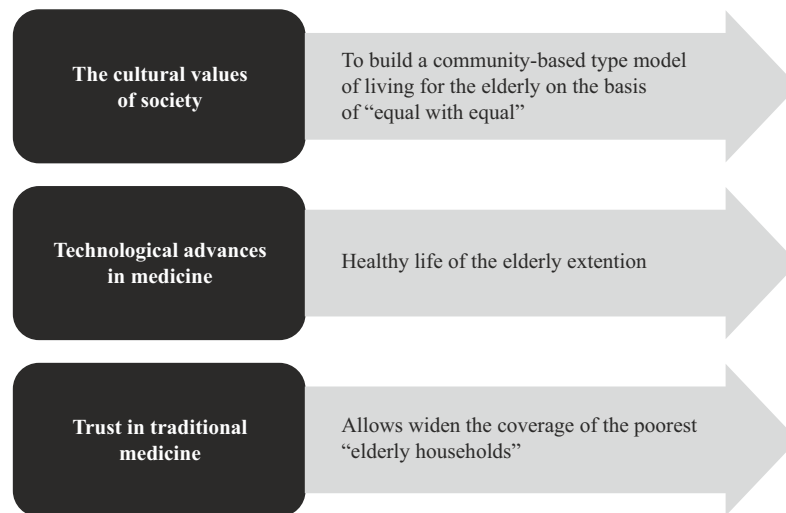 The cultural values
of society
To build a community-based type model
of living for the elderly on the basis
of “equal with equal”
Technological advances
in medicine
Healthy life of the elderly extention
Trust in traditional
medicine
Allows widen the coverage of the poorest
“elderly households”